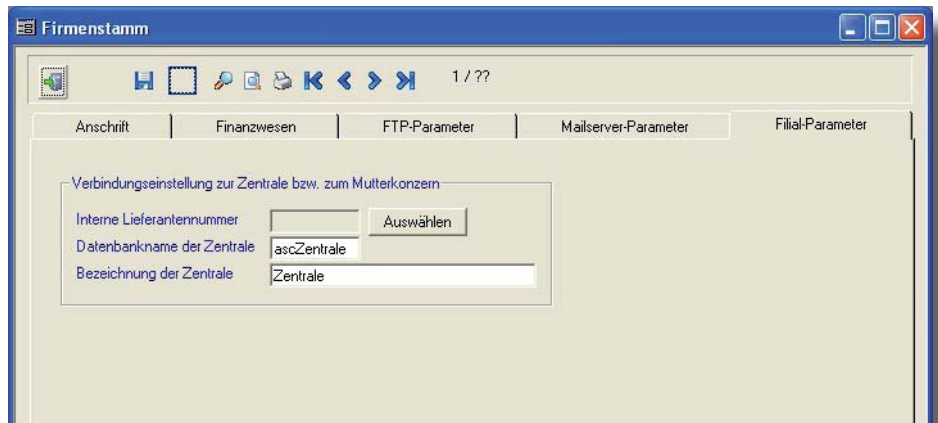 Firmenstamm
1 / ??
Anschrift Finanzwesen FTP-Parameter Mailserver-Parameter Filial-Parameter
Verbindungseinstellung zur Zentrale bzw. zum Mutterkonzern
Interne Lieferantennummer Auswählen
Datenbankname der Zentrale ascZentrale
Bezeichnung der Zentrale Zentrale